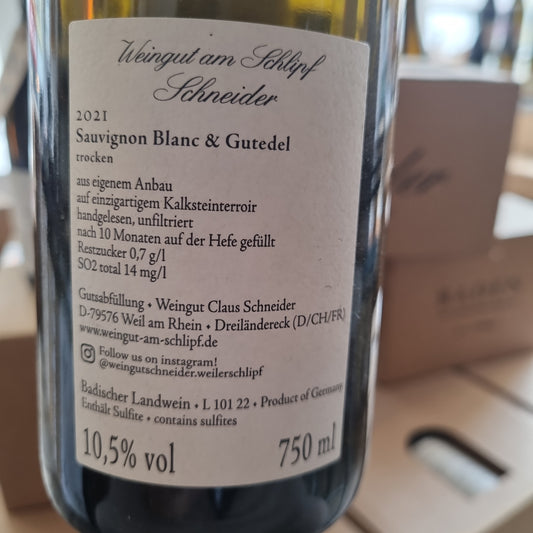 Weingut am Schlipf
Schneider
2021
Sauvignon Blanc & Gutedel
trocken
aus eigenem Anbau
auf einzigartigem Kalksteinterroir
handgelesen, unfiltriert
nach 10 Monaten auf der Hefe gefüllt
Restzucker 0,7 g/l
SO2 total 14 mg/l
Gutsabfüllung • Weingut Claus Schneider
D-79576 Weil am Rhein • Dreiländereck (D/CH/FR)
www.weingut-am-schlipf.de
Follow us on instagram!
@weingutschneider.weilerschlipf
Badischer Landwein • L 101 22 • Product of Germany
Enthält Sulfite • contains sulfites
10,5% vol 750 ml
BADEN